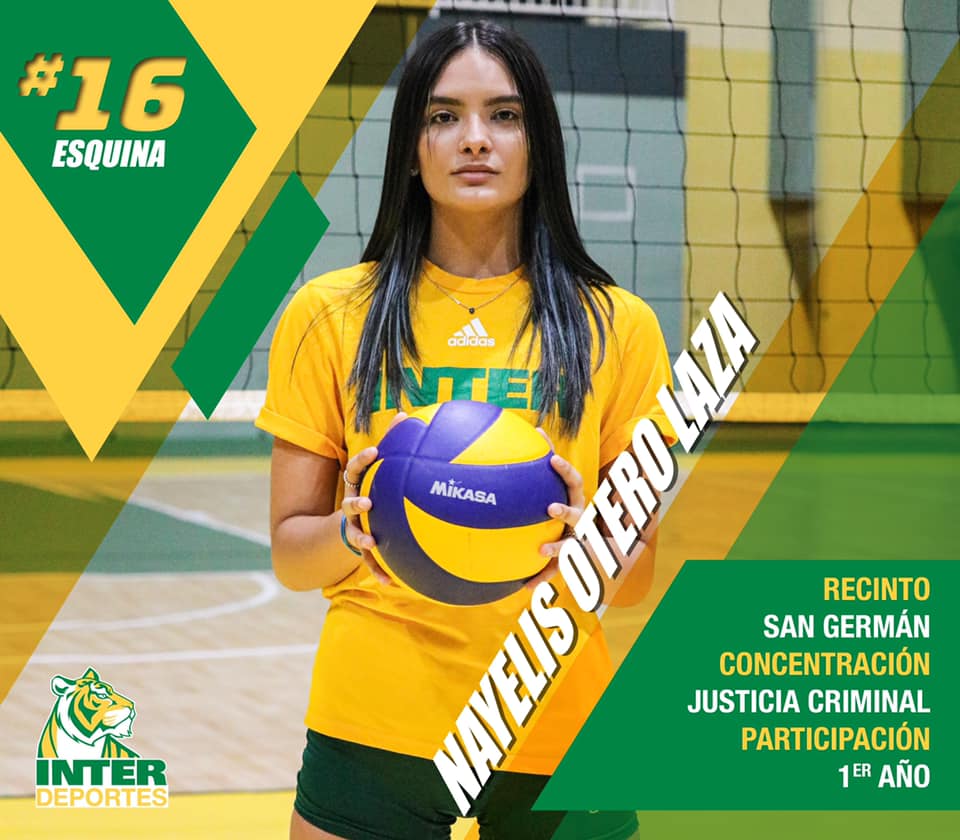 #16
ESQUINA
adidas
INTER
MIKASA
NAYELIS OTERO LAZA
RECINTO
SAN GERMÁN
CONCENTRACIÓN
JUSTICIA CRIMINAL
PARTICIPACIÓN
1ER AÑO
INTER
DEPORTES